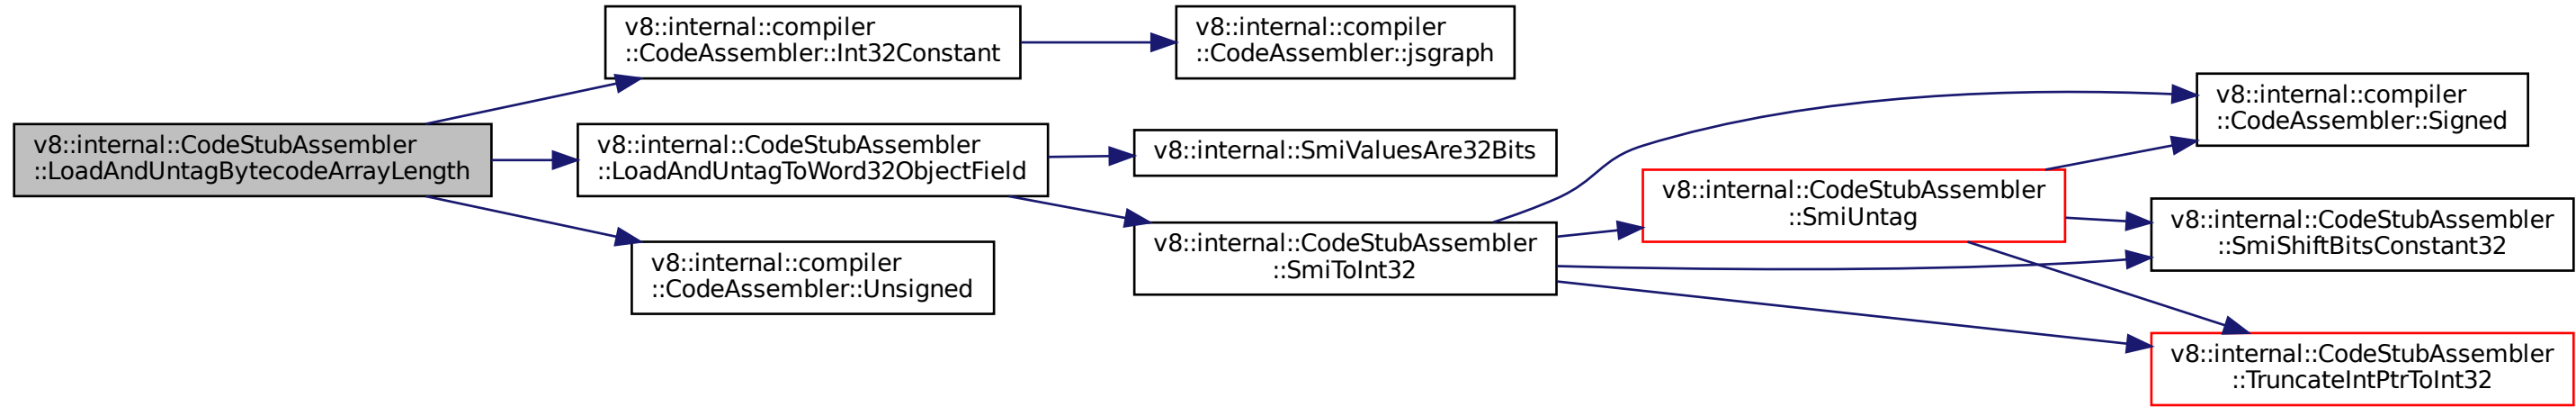 v8::internal::CodeStubAssembler
::LoadAndUntagBytecodeArrayLength
v8::internal::compiler
::CodeAssembler::Int32Constant
v8::internal::compiler
::CodeAssembler::jsgraph
v8::internal::CodeStubAssembler
::LoadAndUntagToWord32ObjectField
v8::internal::SmiValuesAre32Bits
v8::internal::CodeStubAssembler
::SmiToInt32
v8::internal::CodeStubAssembler
::SmiUntag
v8::internal::compiler
::CodeAssembler::Signed
v8::internal::CodeStubAssembler
::SmiShiftBitsConstant32
v8::internal::CodeStubAssembler
::TruncateIntPtrToInt32
v8::internal::compiler
::CodeAssembler::Unsigned